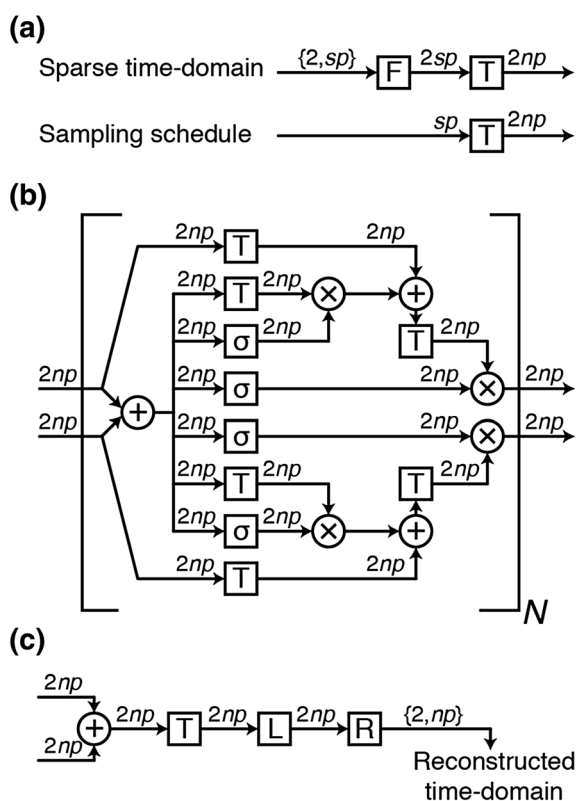 (a)
Sparse time-domain {2,sp} F 2sp T 2np
Sampling schedule sp T 2np
(b)
2np T 2np
2np T 2np × +
2np σ 2np T 2np
2np 2np σ 2np × 2np
+
2np 2np σ 2np × 2np
2np T 2np T 2np
2np σ 2np × +
2np T 2np
N
(c)
2np
+ 2np T 2np L 2np R {2,np}
2np
Reconstructed
time-domain